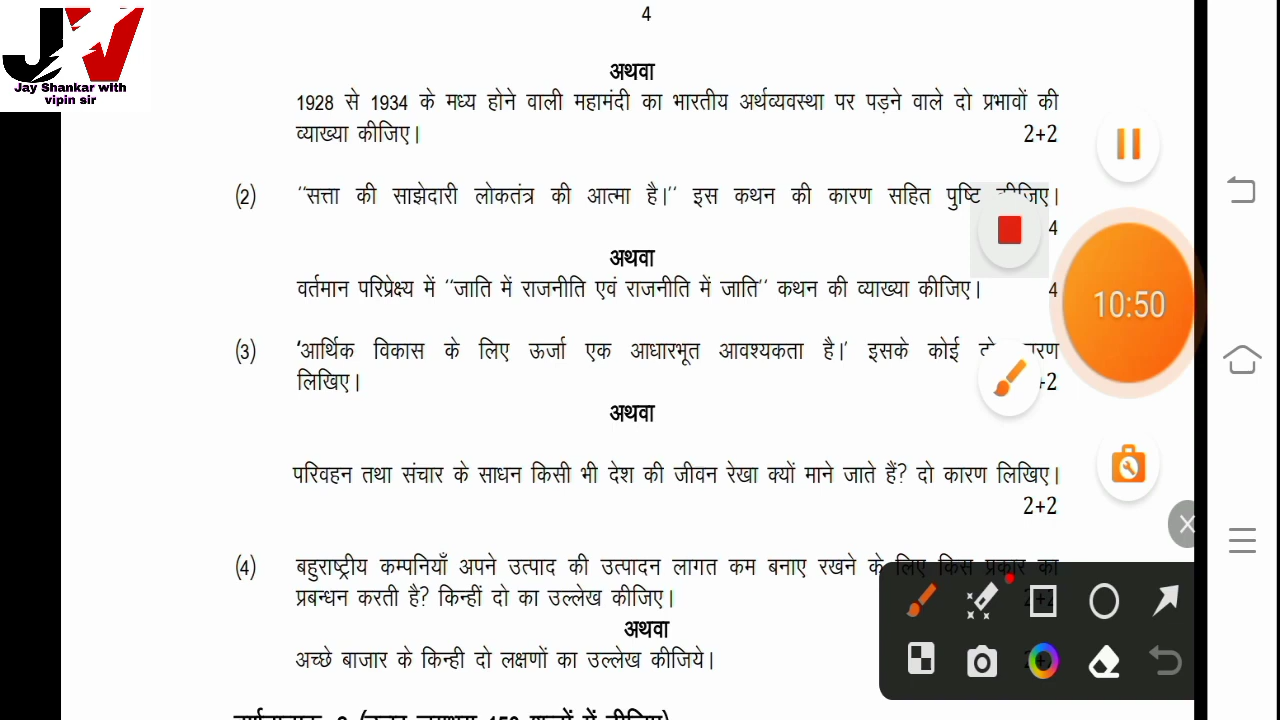 4
Jay Shankar with
vipin sir
अथवा
1928 से 1934 के मध्य होने वाली महामंदी का भारतीय अर्थव्यवस्था पर पड़ने वाले दो प्रभावों की
व्याख्या कीजिए। 2+2
(2) ‘‘सत्ता की साझेदारी लोकतंत्र की आत्मा है।’’ इस कथन की कारण सहित पुष्टि कीजिए।
4
अथवा
वर्तमान परिप्रेक्ष्य में ‘‘जाति में राजनीति एवं राजनीति में जाति’’ कथन की व्याख्या कीजिए। 4
10:50
(3) ‘आर्थिक विकास के लिए ऊर्जा एक आधारभूत आवश्यकता है।’ इसके कोई
लिखिए। +2
अथवा
परिवहन तथा संचार के साधन किसी भी देश की जीवन रेखा क्यों माने जाते हैं? दो कारण लिखिए।
2+2
(4) बहुराष्ट्रीय कम्पनियाँ अपने उत्पाद की उत्पादन लागत कम बनाए रखने के लिए किस प्रकार का
प्रबन्धन करती है? किन्हीं दो का उल्लेख कीजिए। 2+2
अथवा
अच्छे बाजार के किन्ही दो लक्षणों का उल्लेख कीजिये।